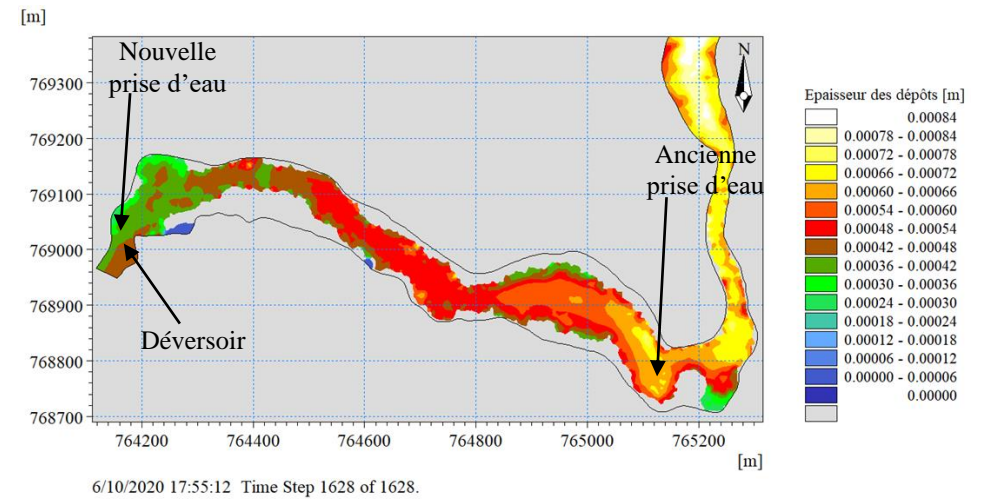 [m]
Nouvelle
prise d'eau
N
769300
769200
769100
769000
768900
768800
768700
Ancienne
prise d'eau
Déversoir
764200 764400 764600 764800 765000 765200
[m]
6/10/2020 17:55:12 Time Step 1628 of 1628.
Epaisseur des dépôts [m]
0.00084
0.00078 - 0.00084
0.00072 - 0.00078
0.00066 - 0.00072
0.00060 - 0.00066
0.00054 - 0.00060
0.00048 - 0.00054
0.00042 - 0.00048
0.00036 - 0.00042
0.00030 - 0.00036
0.00024 - 0.00030
0.00018 - 0.00024
0.00012 - 0.00018
0.00006 - 0.00012
0.00000 - 0.00006
0.00000